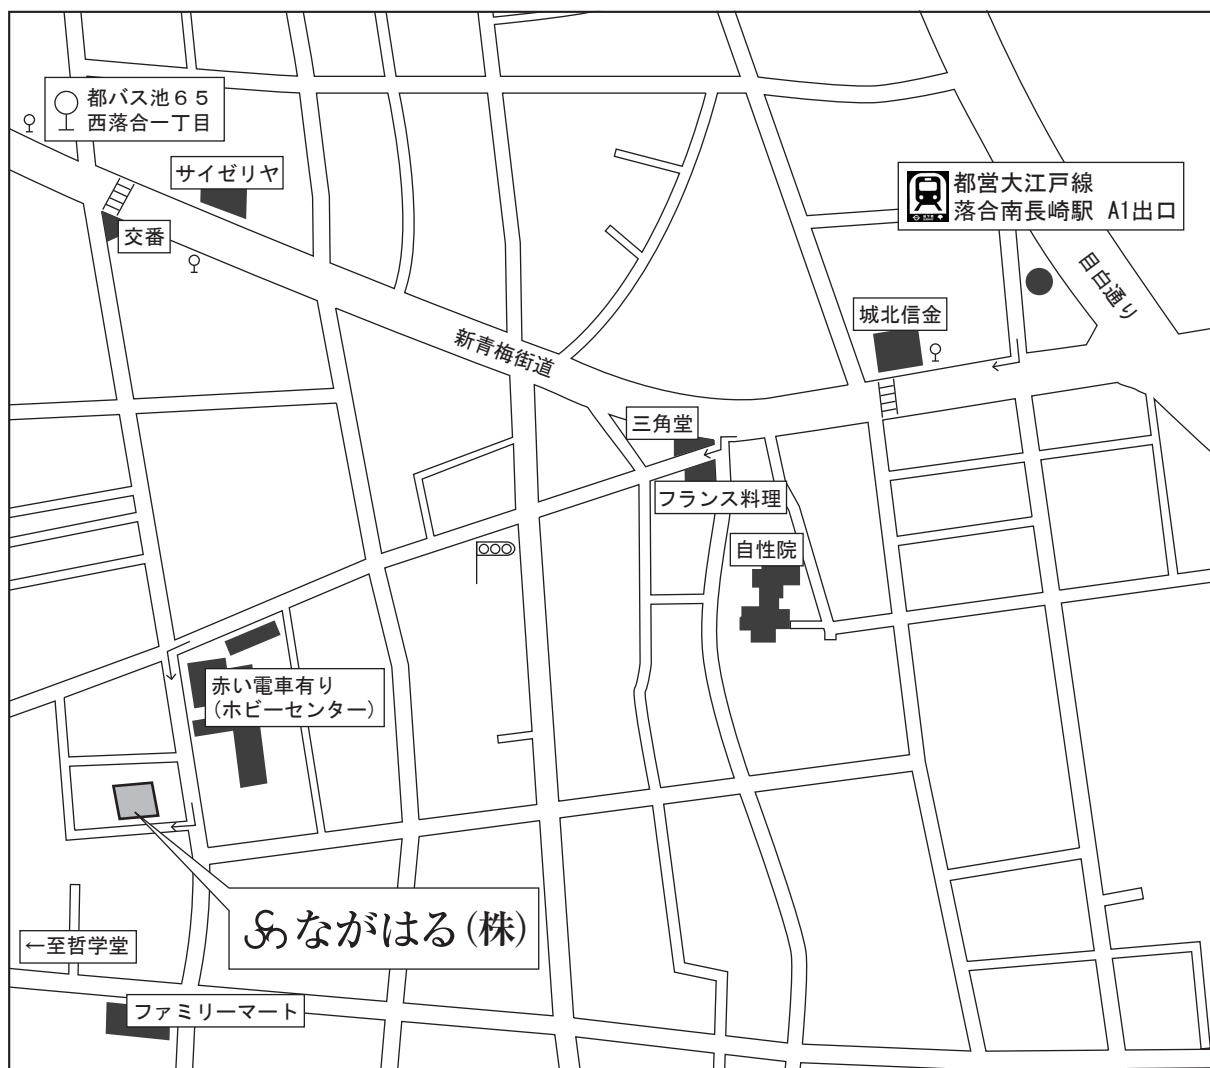 都バス池６５
西落合一丁目
サイゼリヤ
交番
都営大江戸線
落合南長崎駅 A1出口
目白通り
城北信金
新青梅街道
三角堂
フランス料理
自性院
赤い電車有り
(ホビーセンター)
ながはる(株)
←至哲学堂
ファミリーマート